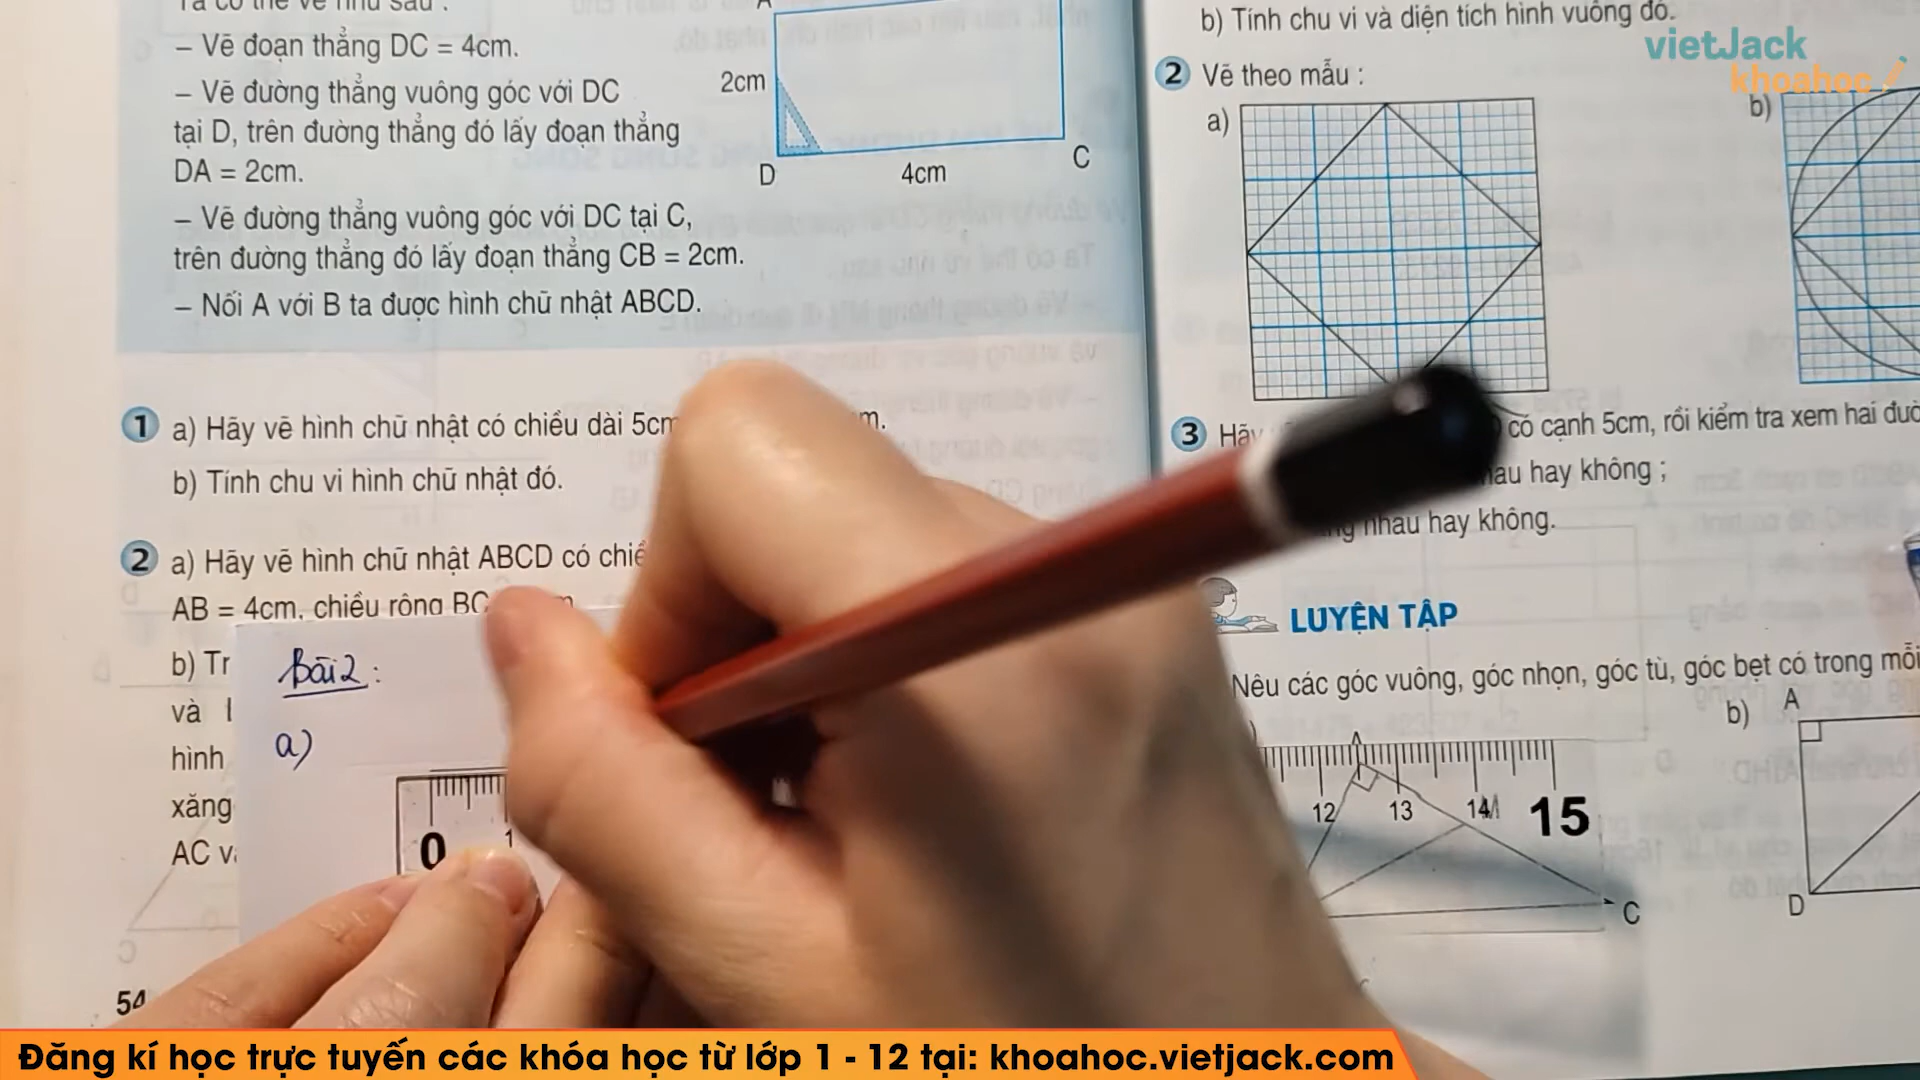 Ta có thể vẽ như sau :
– Vẽ đoạn thẳng DC = 4cm.
– Vẽ đường thẳng vuông góc với DC
tại D, trên đường thẳng đó lấy đoạn thẳng
DA = 2cm.
– Vẽ đường thẳng vuông góc với DC tại C,
trên đường thẳng đó lấy đoạn thẳng CB = 2cm.
– Nối A với B ta được hình chữ nhật ABCD.
A
2cm
D
4cm
C
1 a) Hãy vẽ hình chữ nhật có chiều dài 5cm
b) Tính chu vi hình chữ nhật đó.
2 a) Hãy vẽ hình chữ nhật ABCD có
AB = 4cm, chiều rộng BC
b)
và
hình
xăng
AC
54
Bài 2 :
a)
0 1
12 13 14 15
b) Tính chu vi và diện tích hình vuông đó.
2 Vẽ theo mẫu :
a)
b)
3 Hãy
có cạnh 5cm, rồi kiểm tra xem hai
nhau hay không ;
nhau hay không.
LUYỆN TẬP
Nêu các góc vuông, góc nhọn, góc tù, góc bẹt có trong mỗi
A
C
b)
A
D
vietJack
khoahoc
Đăng kí học trực tuyến các khóa học từ lớp 1 - 12 tại: khoahoc.vietjack.com